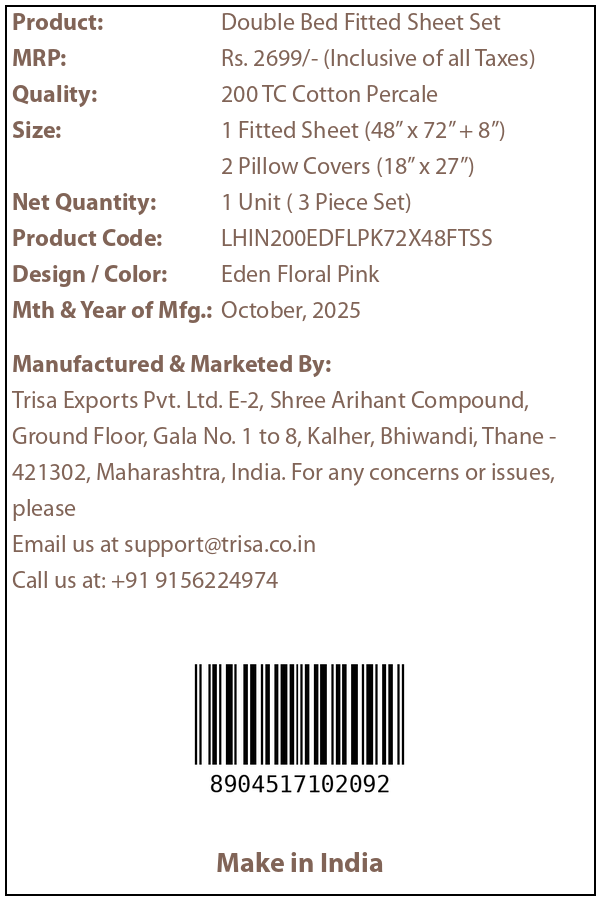 Product: Double Bed Fitted Sheet Set
MRP: Rs. 2699/- (Inclusive of all Taxes)
Quality: 200 TC Cotton Percale
Size: 1 Fitted Sheet (48” x 72” + 8”)
2 Pillow Covers (18” x 27”)
Net Quantity: 1 Unit ( 3 Piece Set)
Product Code: LHIN200EDFLPK72X48FTSS
Design / Color: Eden Floral Pink
Mth & Year of Mfg.: October, 2025
Manufactured & Marketed By:
Trisa Exports Pvt. Ltd. E-2, Shree Arihant Compound,
Ground Floor, Gala No. 1 to 8, Kalher, Bhiwandi, Thane -
421302, Maharashtra, India. For any concerns or issues,
please
Email us at support@trisa.co.in
Call us at: +91 9156224974
8904517102092
Make in India